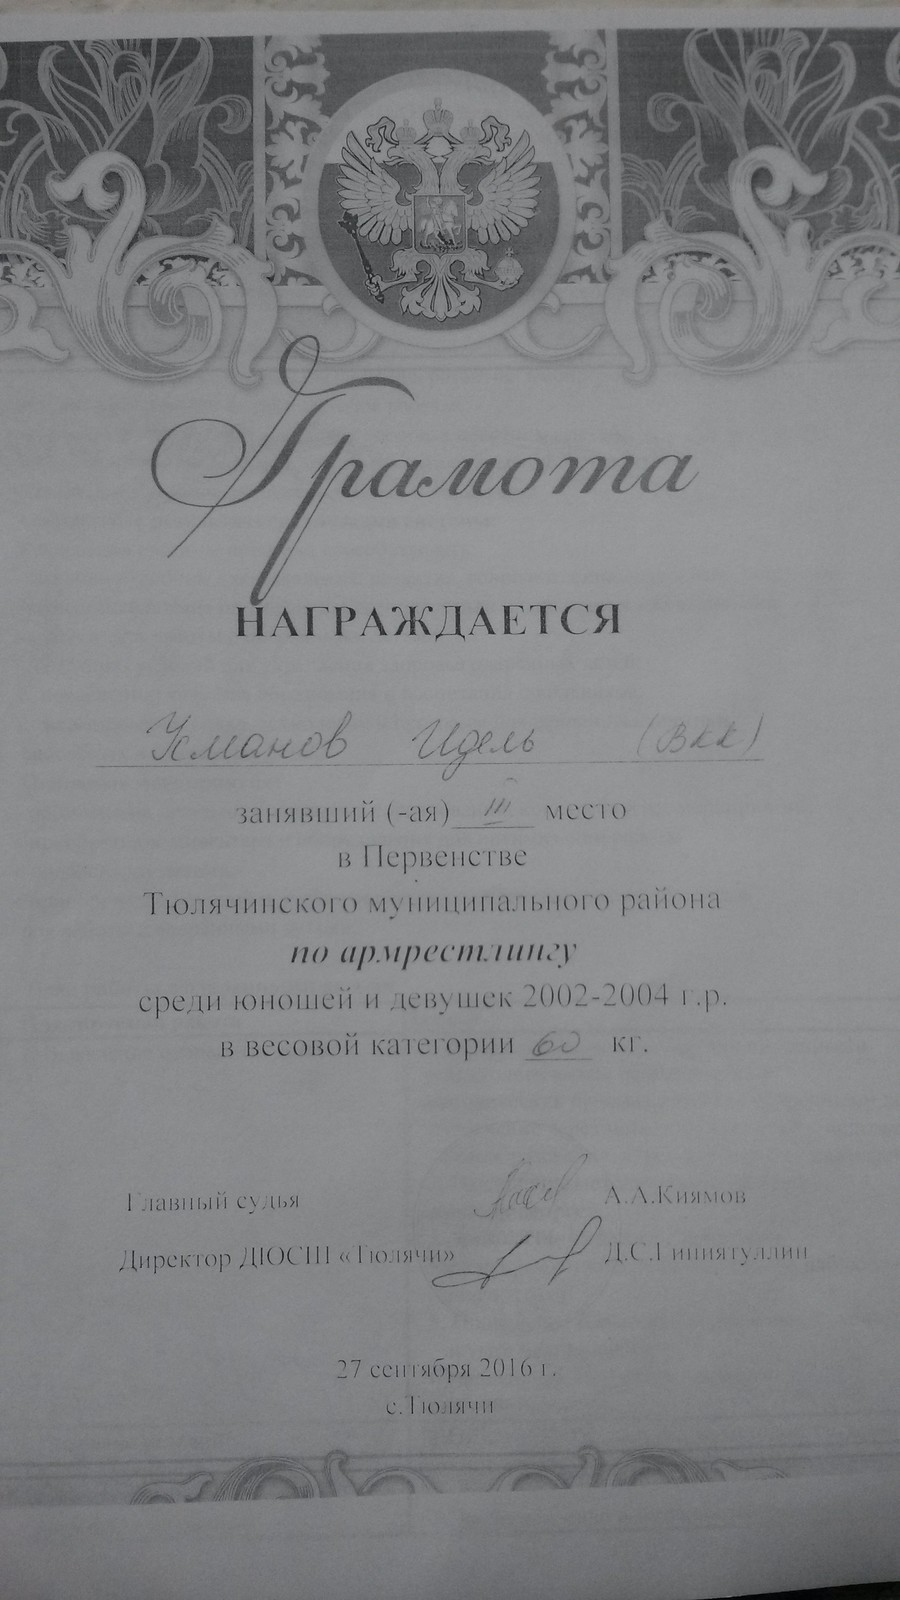 Грамота
НАГРАЖДАЕТСЯ
Усманов Идель (Вкк)
занявший (-ая) III место
в Первенстве
Тюлячинского муниципального района
по армрестлингу
среди юношей и девушек 2002-2004 г.р.
в весовой категории 60 кг.
Главный судья А.А.Киямов
Директор ДЮСШ «Тюлячи» Д.С.Гиниятуллин
27 сентября 2016 г.
с.Тюлячи